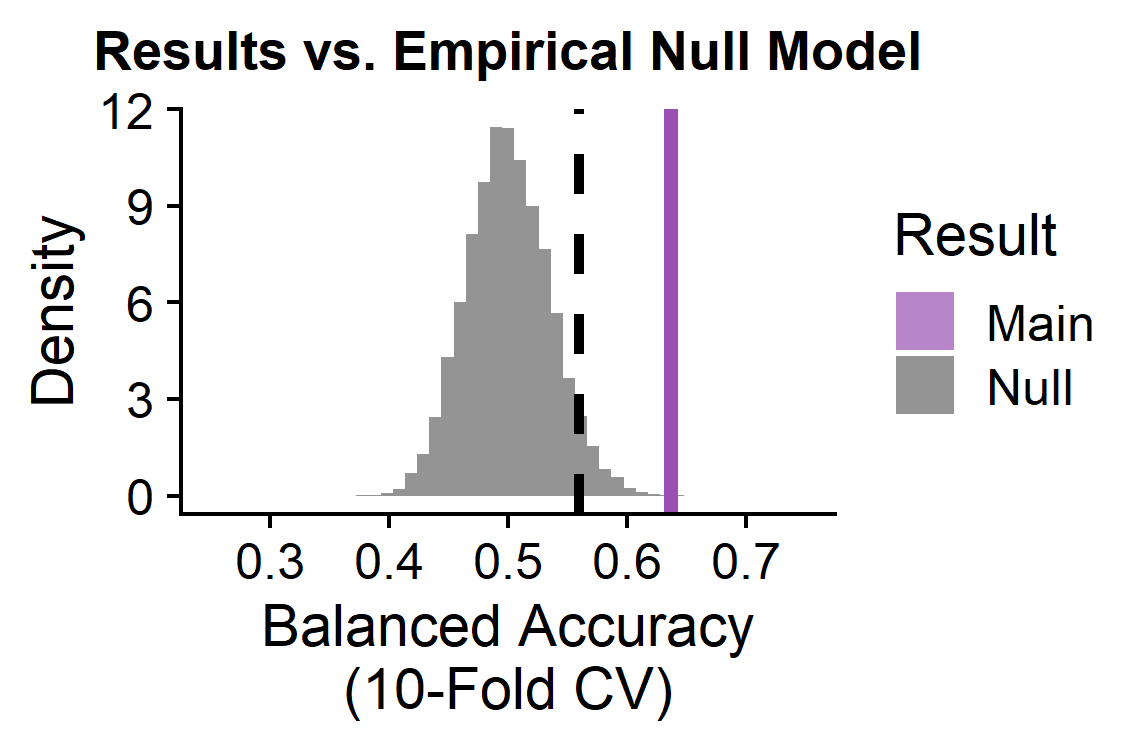 Results vs. Empirical Null Model
12
9
6
3
0
Density
0.3 0.4 0.5 0.6 0.7
Balanced Accuracy
(10-Fold CV)
Result
Main
Null